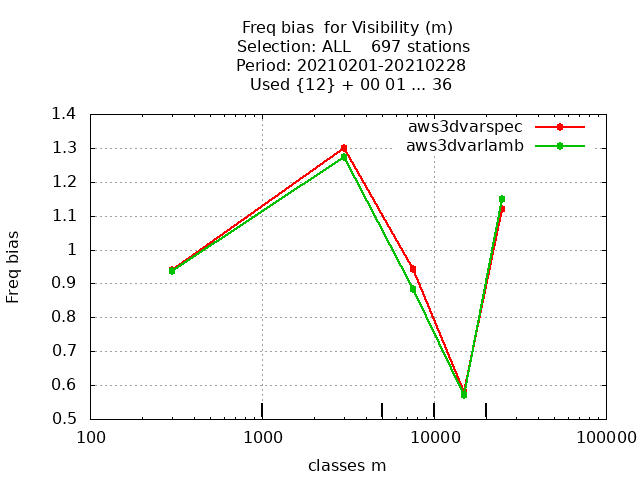 Freq bias  for Visibility (m)
Selection: ALL    697 stations
Period: 20210201-20210228
Used {12} + 00 01 ... 36
aws3dvarspec
aws3dvarlamb
1.4
1.3
1.2
1.1
1
0.9
0.8
0.7
0.6
0.5
Freq bias
100
1000
10000
100000
classes m